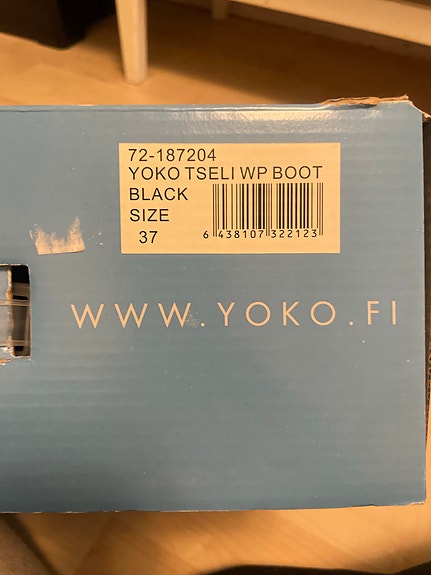 72-187204
YOKO TSELI WP BOOT
BLACK
SIZE
37
6 438107 322123
WWW.YOKO.FI